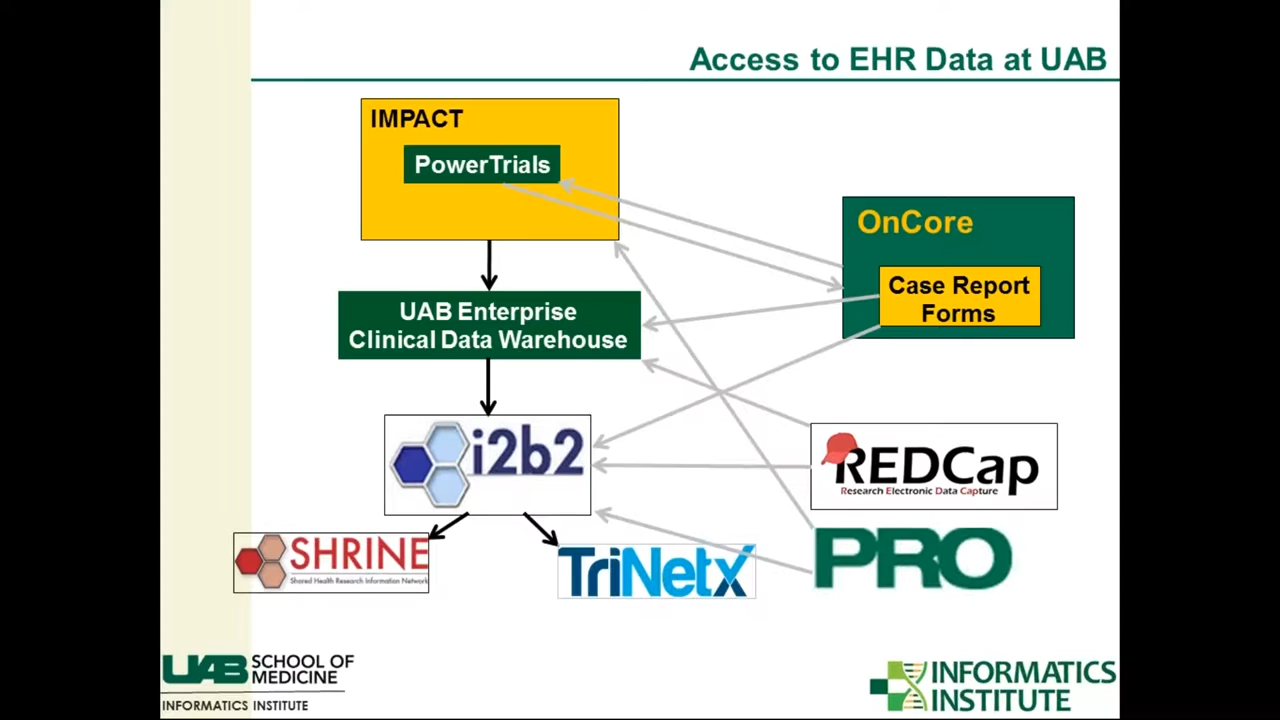 Access to EHR Data at UAB
IMPACT
PowerTrials
OnCore
Case Report
Forms
UAB Enterprise
Clinical Data Warehouse
i2b2
REDCap
Research Electronic Data Capture
SHRINE
Shared Health Research Information Network
TriNetX
PRO
UAB SCHOOL OF
MEDICINE
INFORMATICS INSTITUTE
INFORMATICS
INSTITUTE